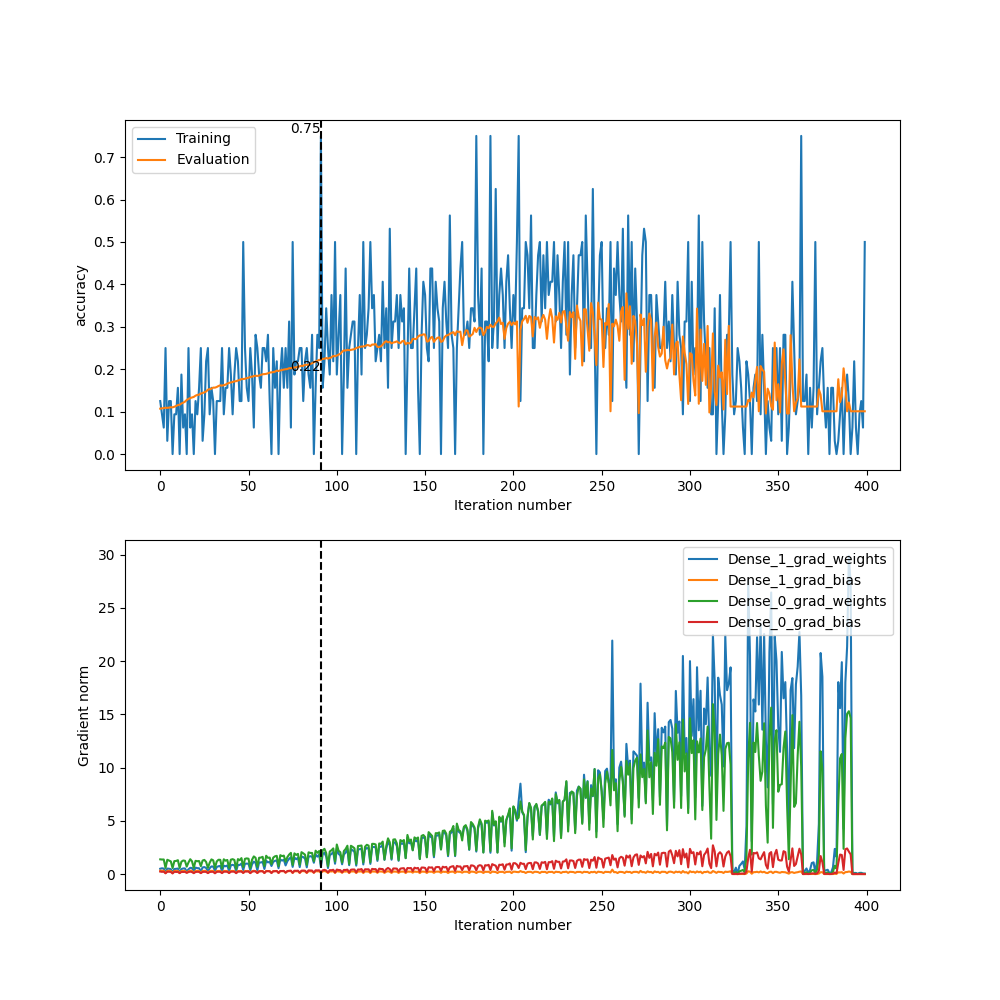 0.75
Training
Evaluation
0.7
0.6
0.5
0.4
0.3
0.2
0.1
0.0
0.22
accuracy
0 50 100 150 200 250 300 350 400
Iteration number
30
25
20
15
10
5
0
Gradient norm
Dense_1_grad_weights
Dense_1_grad_bias
Dense_0_grad_weights
Dense_0_grad_bias
0 50 100 150 200 250 300 350 400
Iteration number